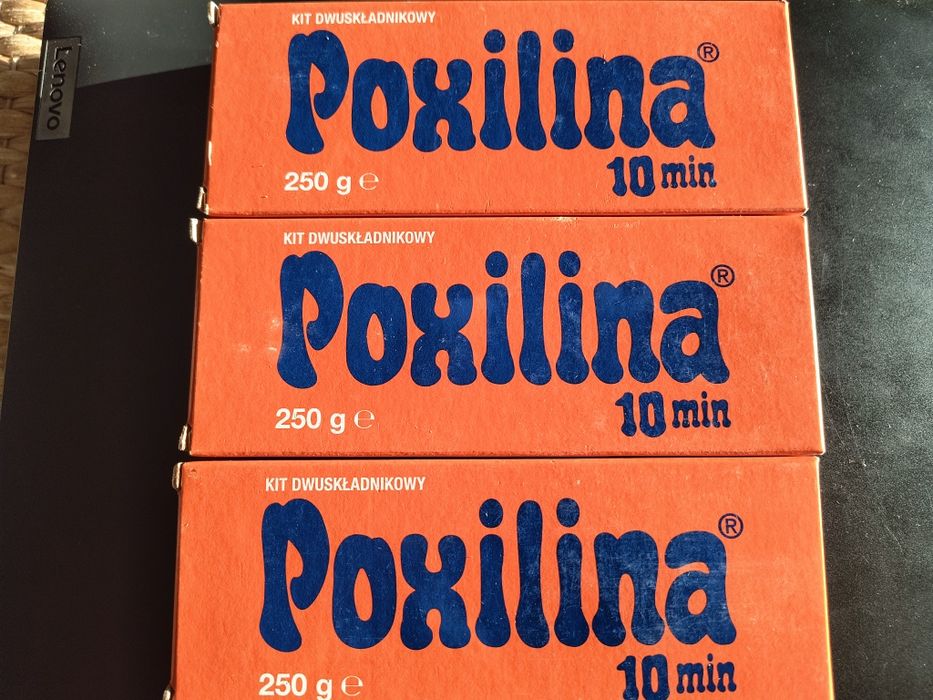 Lenovo
KIT DWUSKŁADNIKOWY
Poxilina®
250 g ℮
10 min
KIT DWUSKŁADNIKOWY
Poxilina®
250 g ℮
10 min
KIT DWUSKŁADNIKOWY
Poxilina®
250 g ℮
10 min